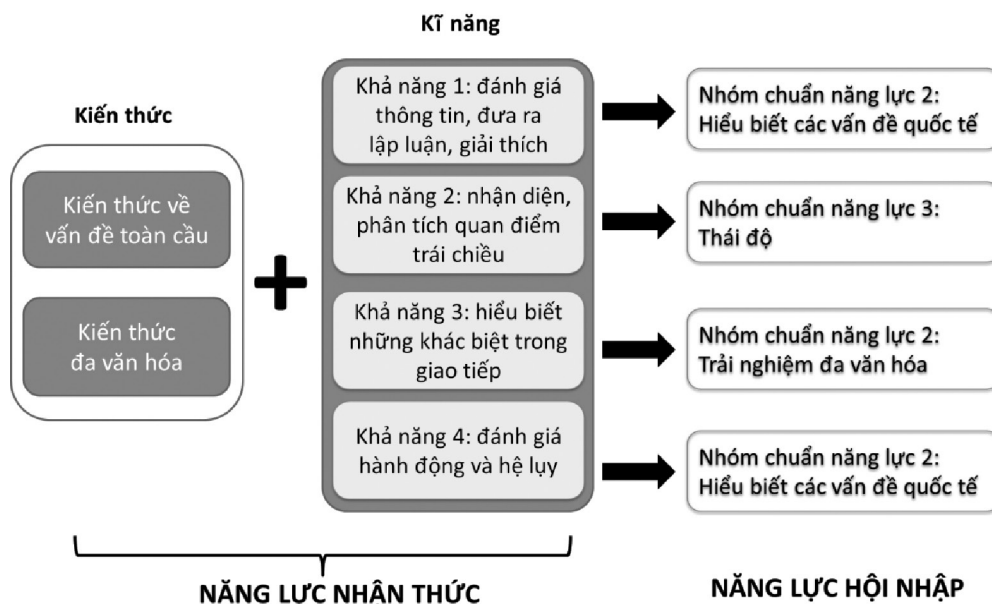 Kĩ năng
Kiến thức
Kiến thức về
vấn đề toàn cầu
Kiến thức
đa văn hóa
Khả năng 1: đánh giá
thông tin, đưa ra
lập luận, giải thích
Khả năng 2: nhận diện,
phân tích quan điểm
trái chiều
Khả năng 3: hiểu biết
những khác biệt trong
giao tiếp
Khả năng 4: đánh giá
hành động và hệ lụy
Nhóm chuẩn năng lực 2:
Hiểu biết các vấn đề quốc tế
Nhóm chuẩn năng lực 3:
Thái độ
Nhóm chuẩn năng lực 2:
Trải nghiệm đa văn hóa
Nhóm chuẩn năng lực 2:
Hiểu biết các vấn đề quốc tế
NĂNG LƯC NHÂN THỨC
NĂNG LỰC HỘI NHẬP